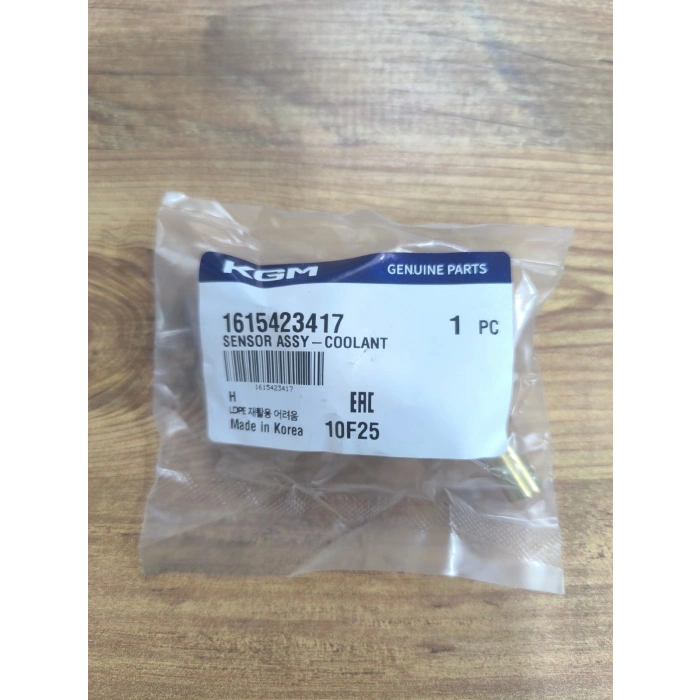 KGM GENUINE PARTS
1615423417 1 PC
SENSOR ASSY-COOLANT
1615423417
H EAC
LDPE 재활용 어려움
Made in Korea 10F25